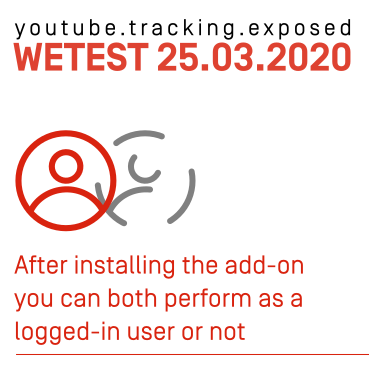 youtube.tracking.exposed
WETEST 25.03.2020
After installing the add-on
you can both perform as a
logged-in user or not